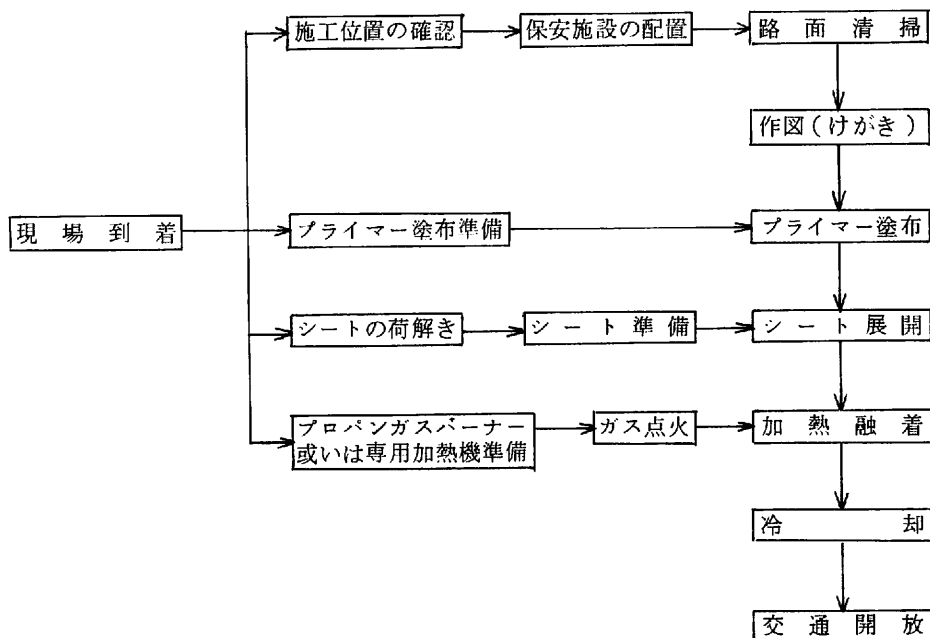 施工位置の確認
保安施設の配置
路面清掃
作図(けがき)
現場到着
プライマー塗布準備
プライマー塗布
シートの荷解き
シート準備
シート展開
プロパンガスバーナー
或いは専用加熱機準備
ガス点火
加熱融着
冷却
交通開放